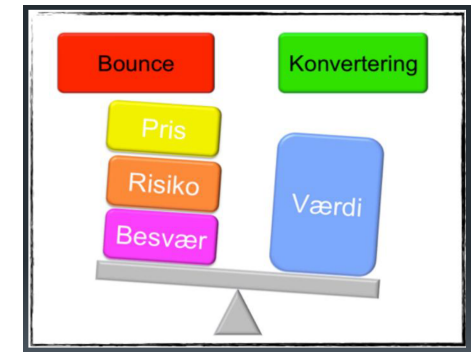 Bounce
Konvertering
Pris
Risiko
Besvær
Værdi